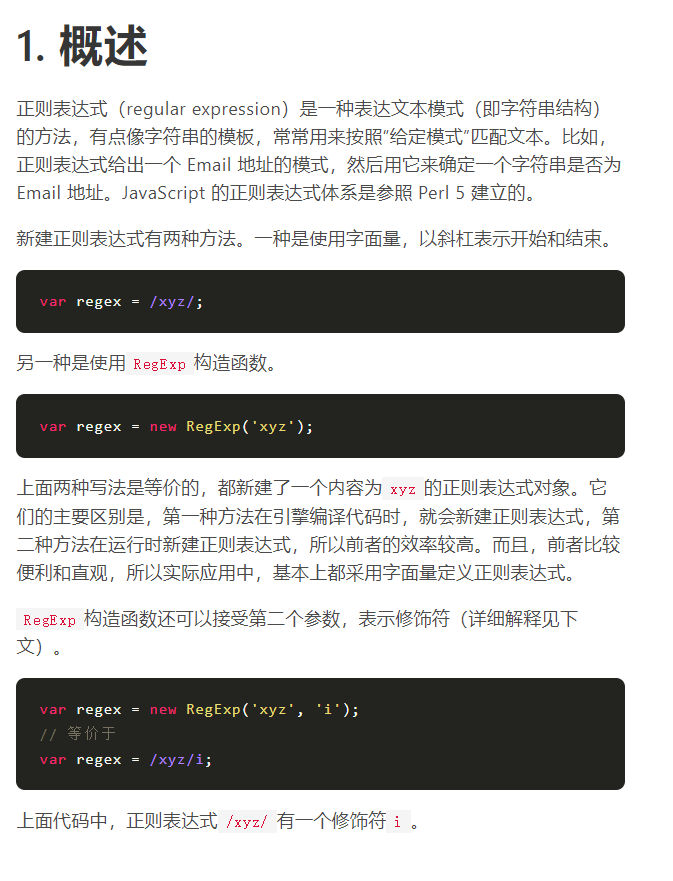 1. 概述
正则表达式（regular expression）是一种表达文本模式（即字符串结构）
的方法，有点像字符串的模板，常常用来按照“给定模式”匹配文本。比如，
正则表达式给出一个 Email 地址的模式，然后用它来确定一个字符串是否为
Email 地址。JavaScript 的正则表达式体系是参照 Perl 5 建立的。
新建正则表达式有两种方法。一种是使用字面量，以斜杠表示开始和结束。
var regex = /xyz/;
另一种是使用 RegExp 构造函数。
var regex = new RegExp('xyz');
上面两种写法是等价的，都新建了一个内容为 xyz 的正则表达式对象。它
们的主要区别是，第一种方法在引擎编译代码时，就会新建正则表达式，第
二种方法在运行时新建正则表达式，所以前者的效率较高。而且，前者比较
便利和直观，所以实际应用中，基本上都采用字面量定义正则表达式。
RegExp 构造函数还可以接受第二个参数，表示修饰符（详细解释见下
文）。
var regex = new RegExp('xyz', 'i');
// 等价于
var regex = /xyz/i;
上面代码中，正则表达式 /xyz/ 有一个修饰符 i 。